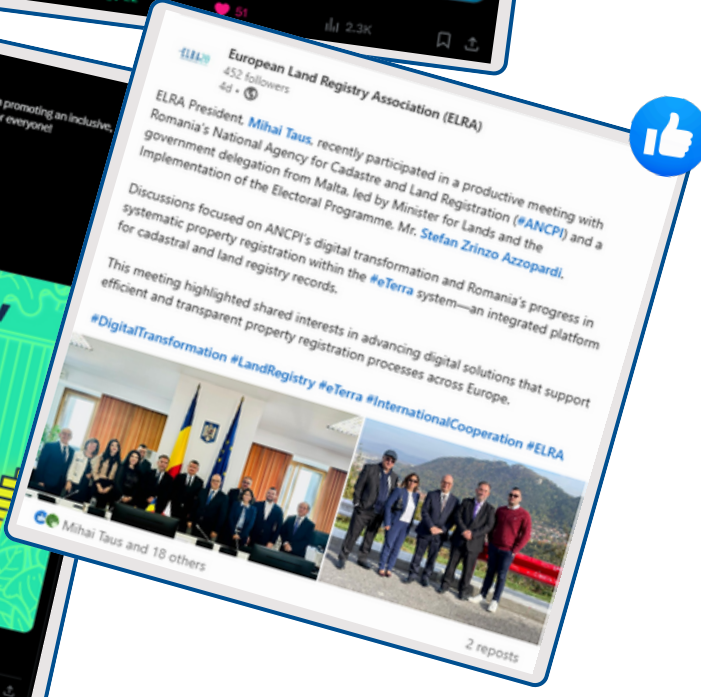 51
2.3K
promoting an inclusive,
everyone!
European Land Registry Association (ELRA)
452 followers
4d •
ELRA President, Mihai Taus, recently participated in a productive meeting with
Romania's National Agency for Cadastre and Land Registration (#ANCPI) and a
government delegation from Malta, led by Minister for Lands and the
Implementation of the Electoral Programme, Mr. Stefan Zrinzo Azzopardi.
Discussions focused on ANCPI's digital transformation and Romania's progress in
systematic property registration within the #eTerra system—an integrated platform
for cadastral and land registry records.
This meeting highlighted shared interests in advancing digital solutions that support
efficient and transparent property registration processes across Europe.
#DigitalTransformation #LandRegistry #eTerra #InternationalCooperation #ELRA
Mihai Taus and 18 others
2 reposts